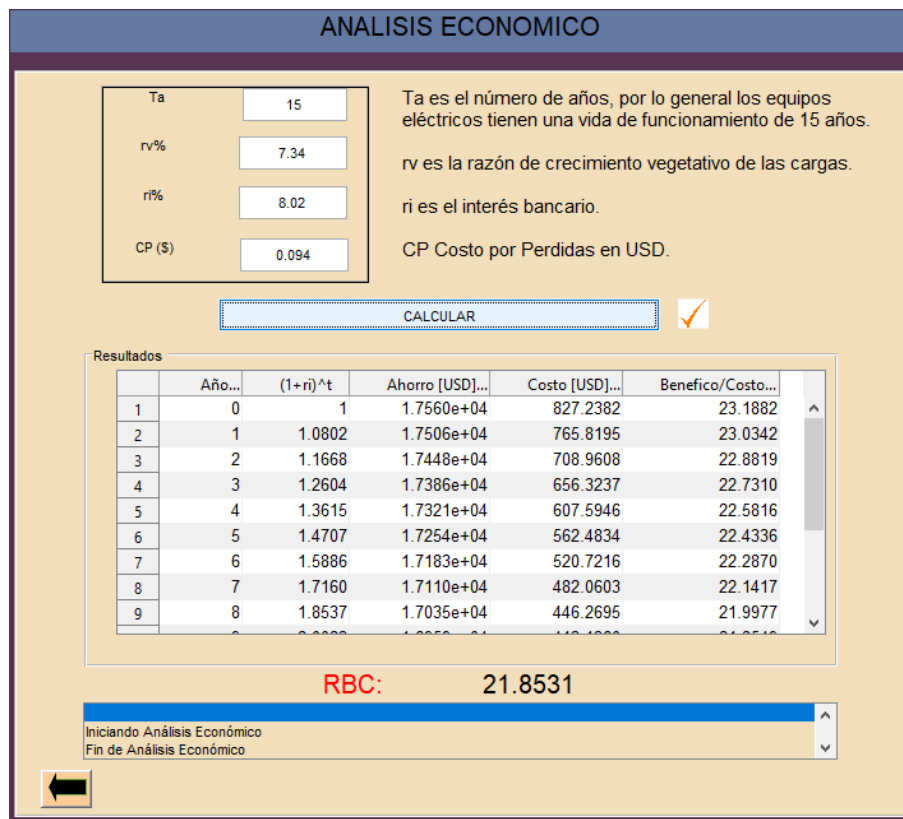 ANALISIS ECONOMICO
Ta 15
rv% 7.34
ri% 8.02
CP ($) 0.094
Ta es el número de años, por lo general los equipos
eléctricos tienen una vida de funcionamiento de 15 años.
rv es la razón de crecimiento vegetativo de las cargas.
ri es el interés bancario.
CP Costo por Perdidas en USD.
CALCULAR
Resultados
Año... (1+ri)^t Ahorro [USD]... Costo [USD]... Benefico/Costo...
1 0 1 1.7560e+04 827.2382 23.1882
2 1 1.0802 1.7506e+04 765.8195 23.0342
3 2 1.1668 1.7448e+04 708.9608 22.8819
4 3 1.2604 1.7386e+04 656.3237 22.7310
5 4 1.3615 1.7321e+04 607.5946 22.5816
6 5 1.4707 1.7254e+04 562.4834 22.4336
7 6 1.5886 1.7183e+04 520.7216 22.2870
8 7 1.7160 1.7110e+04 482.0603 22.1417
9 8 1.8537 1.7035e+04 446.2695 21.9977
RBC: 21.8531
Iniciando Análisis Económico
Fin de Análisis Económico